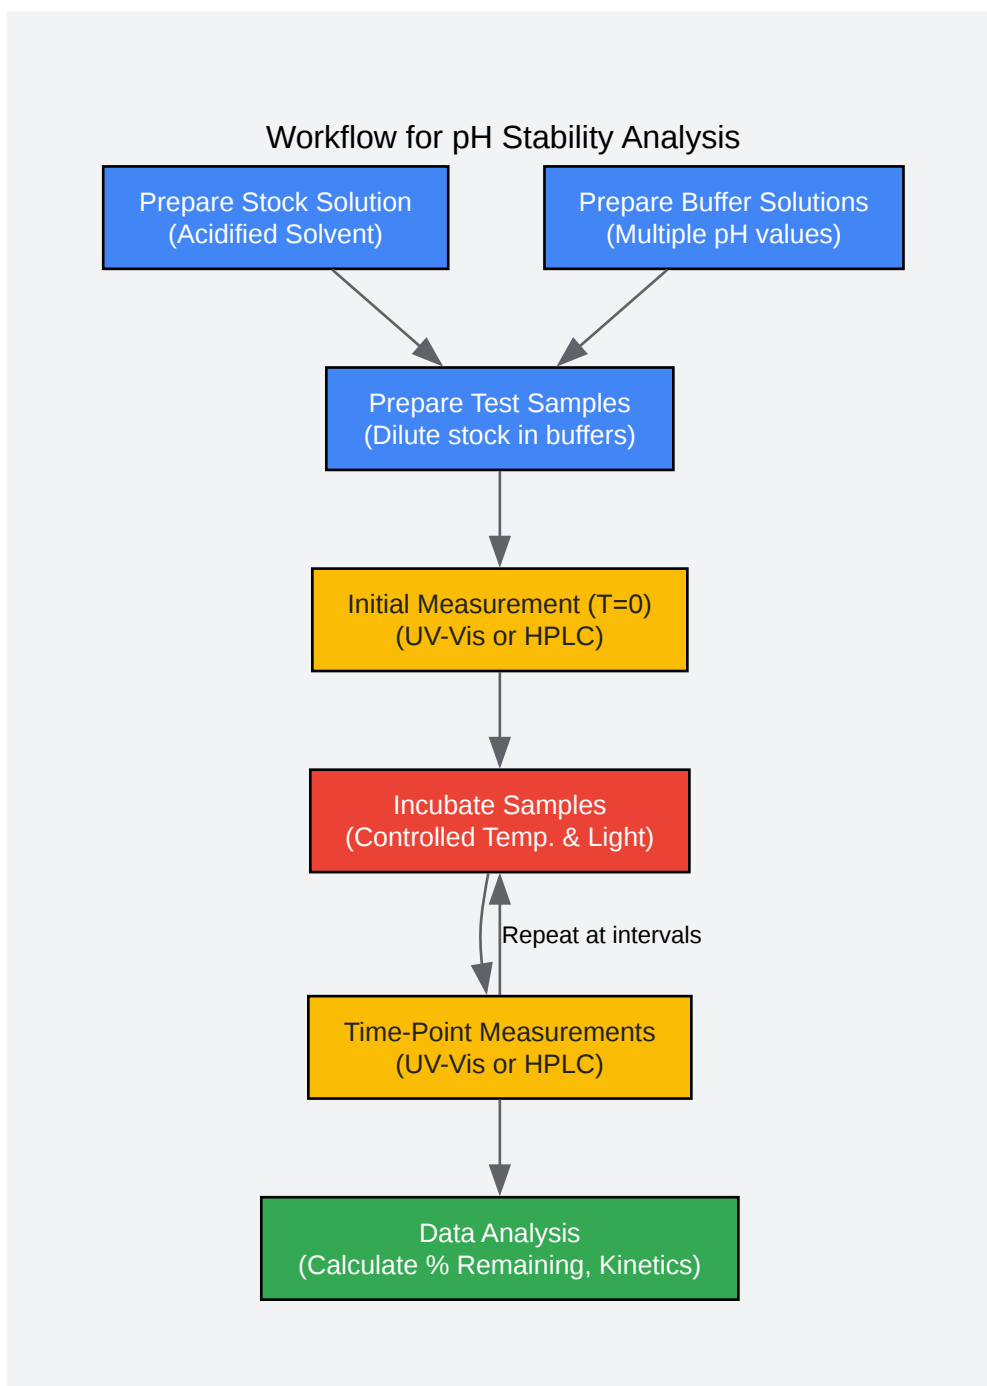 Workflow for pH Stability Analysis
Prepare Stock Solution
(Acidified Solvent)
Prepare Buffer Solutions
(Multiple pH values)
Prepare Test Samples
(Dilute stock in buffers)
Initial Measurement (T=0)
(UV-Vis or HPLC)
Incubate Samples
(Controlled Temp. & Light)
Repeat at intervals
Time-Point Measurements
(UV-Vis or HPLC)
Data Analysis
(Calculate % Remaining, Kinetics)